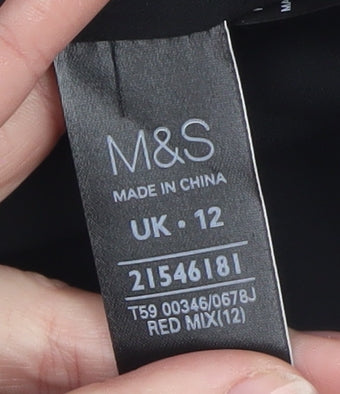 M&S
MADE IN CHINA
UK • 12
21546181
T59 00346/0678J
RED MIX(12)